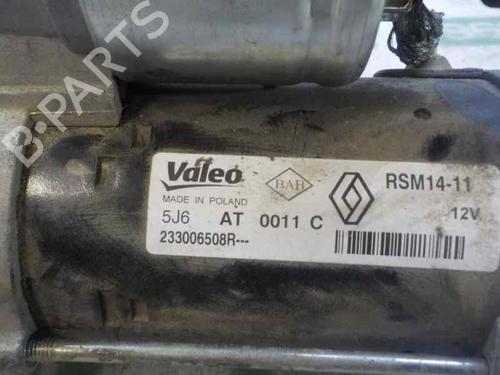 B-PARTS
Valeo
BAB
RSM14-11
MADE IN POLAND
12V
5J6 AT 0011 C
233006508R---